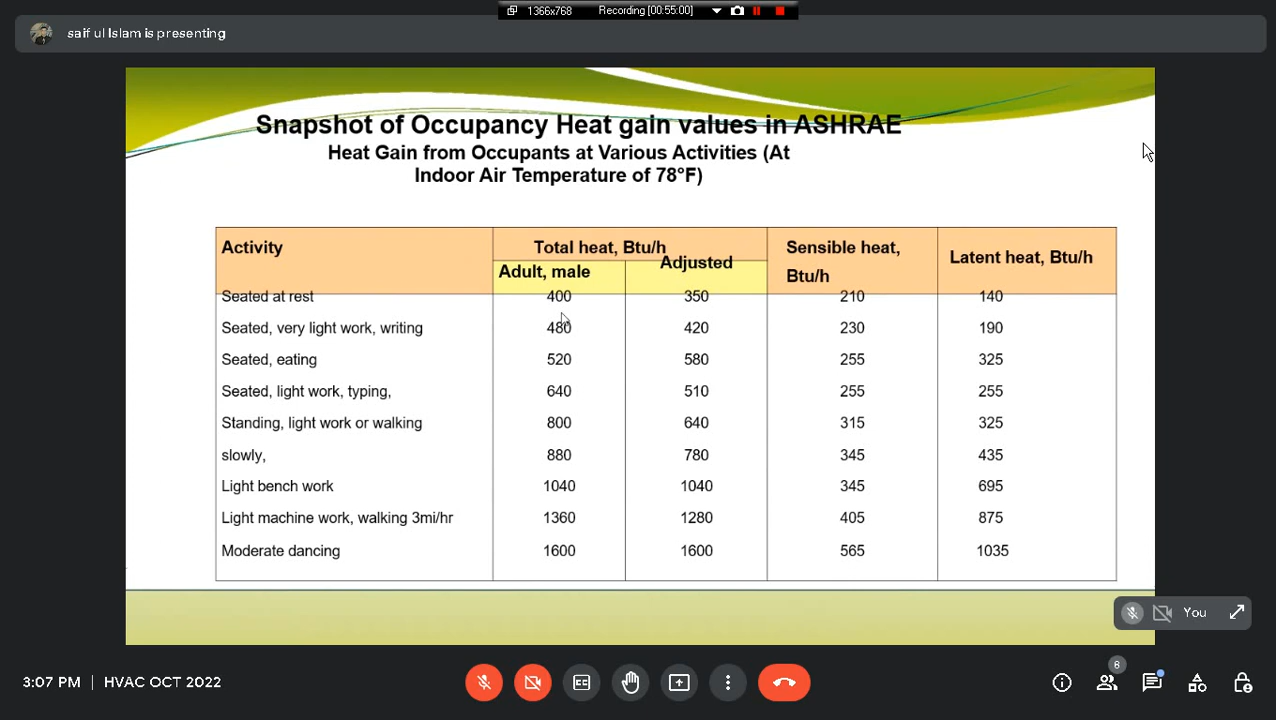 1366x768 Recording [00:55:00]
saif ul Islam is presenting
Snapshot of Occupancy Heat gain values in ASHRAE
Heat Gain from Occupants at Various Activities (At
Indoor Air Temperature of 78°F)
Activity Total heat, Btu/h Sensible heat, Btu/h Latent heat, Btu/h
Adult, male Adjusted
Seated at rest 400 350 210 140
Seated, very light work, writing 480 420 230 190
Seated, eating 520 580 255 325
Seated, light work, typing, 640 510 255 255
Standing, light work or walking 800 640 315 325
slowly, 880 780 345 435
Light bench work 1040 1040 345 695
Light machine work, walking 3mi/hr 1360 1280 405 875
Moderate dancing 1600 1600 565 1035
You
3:07 PM | HVAC OCT 2022
8